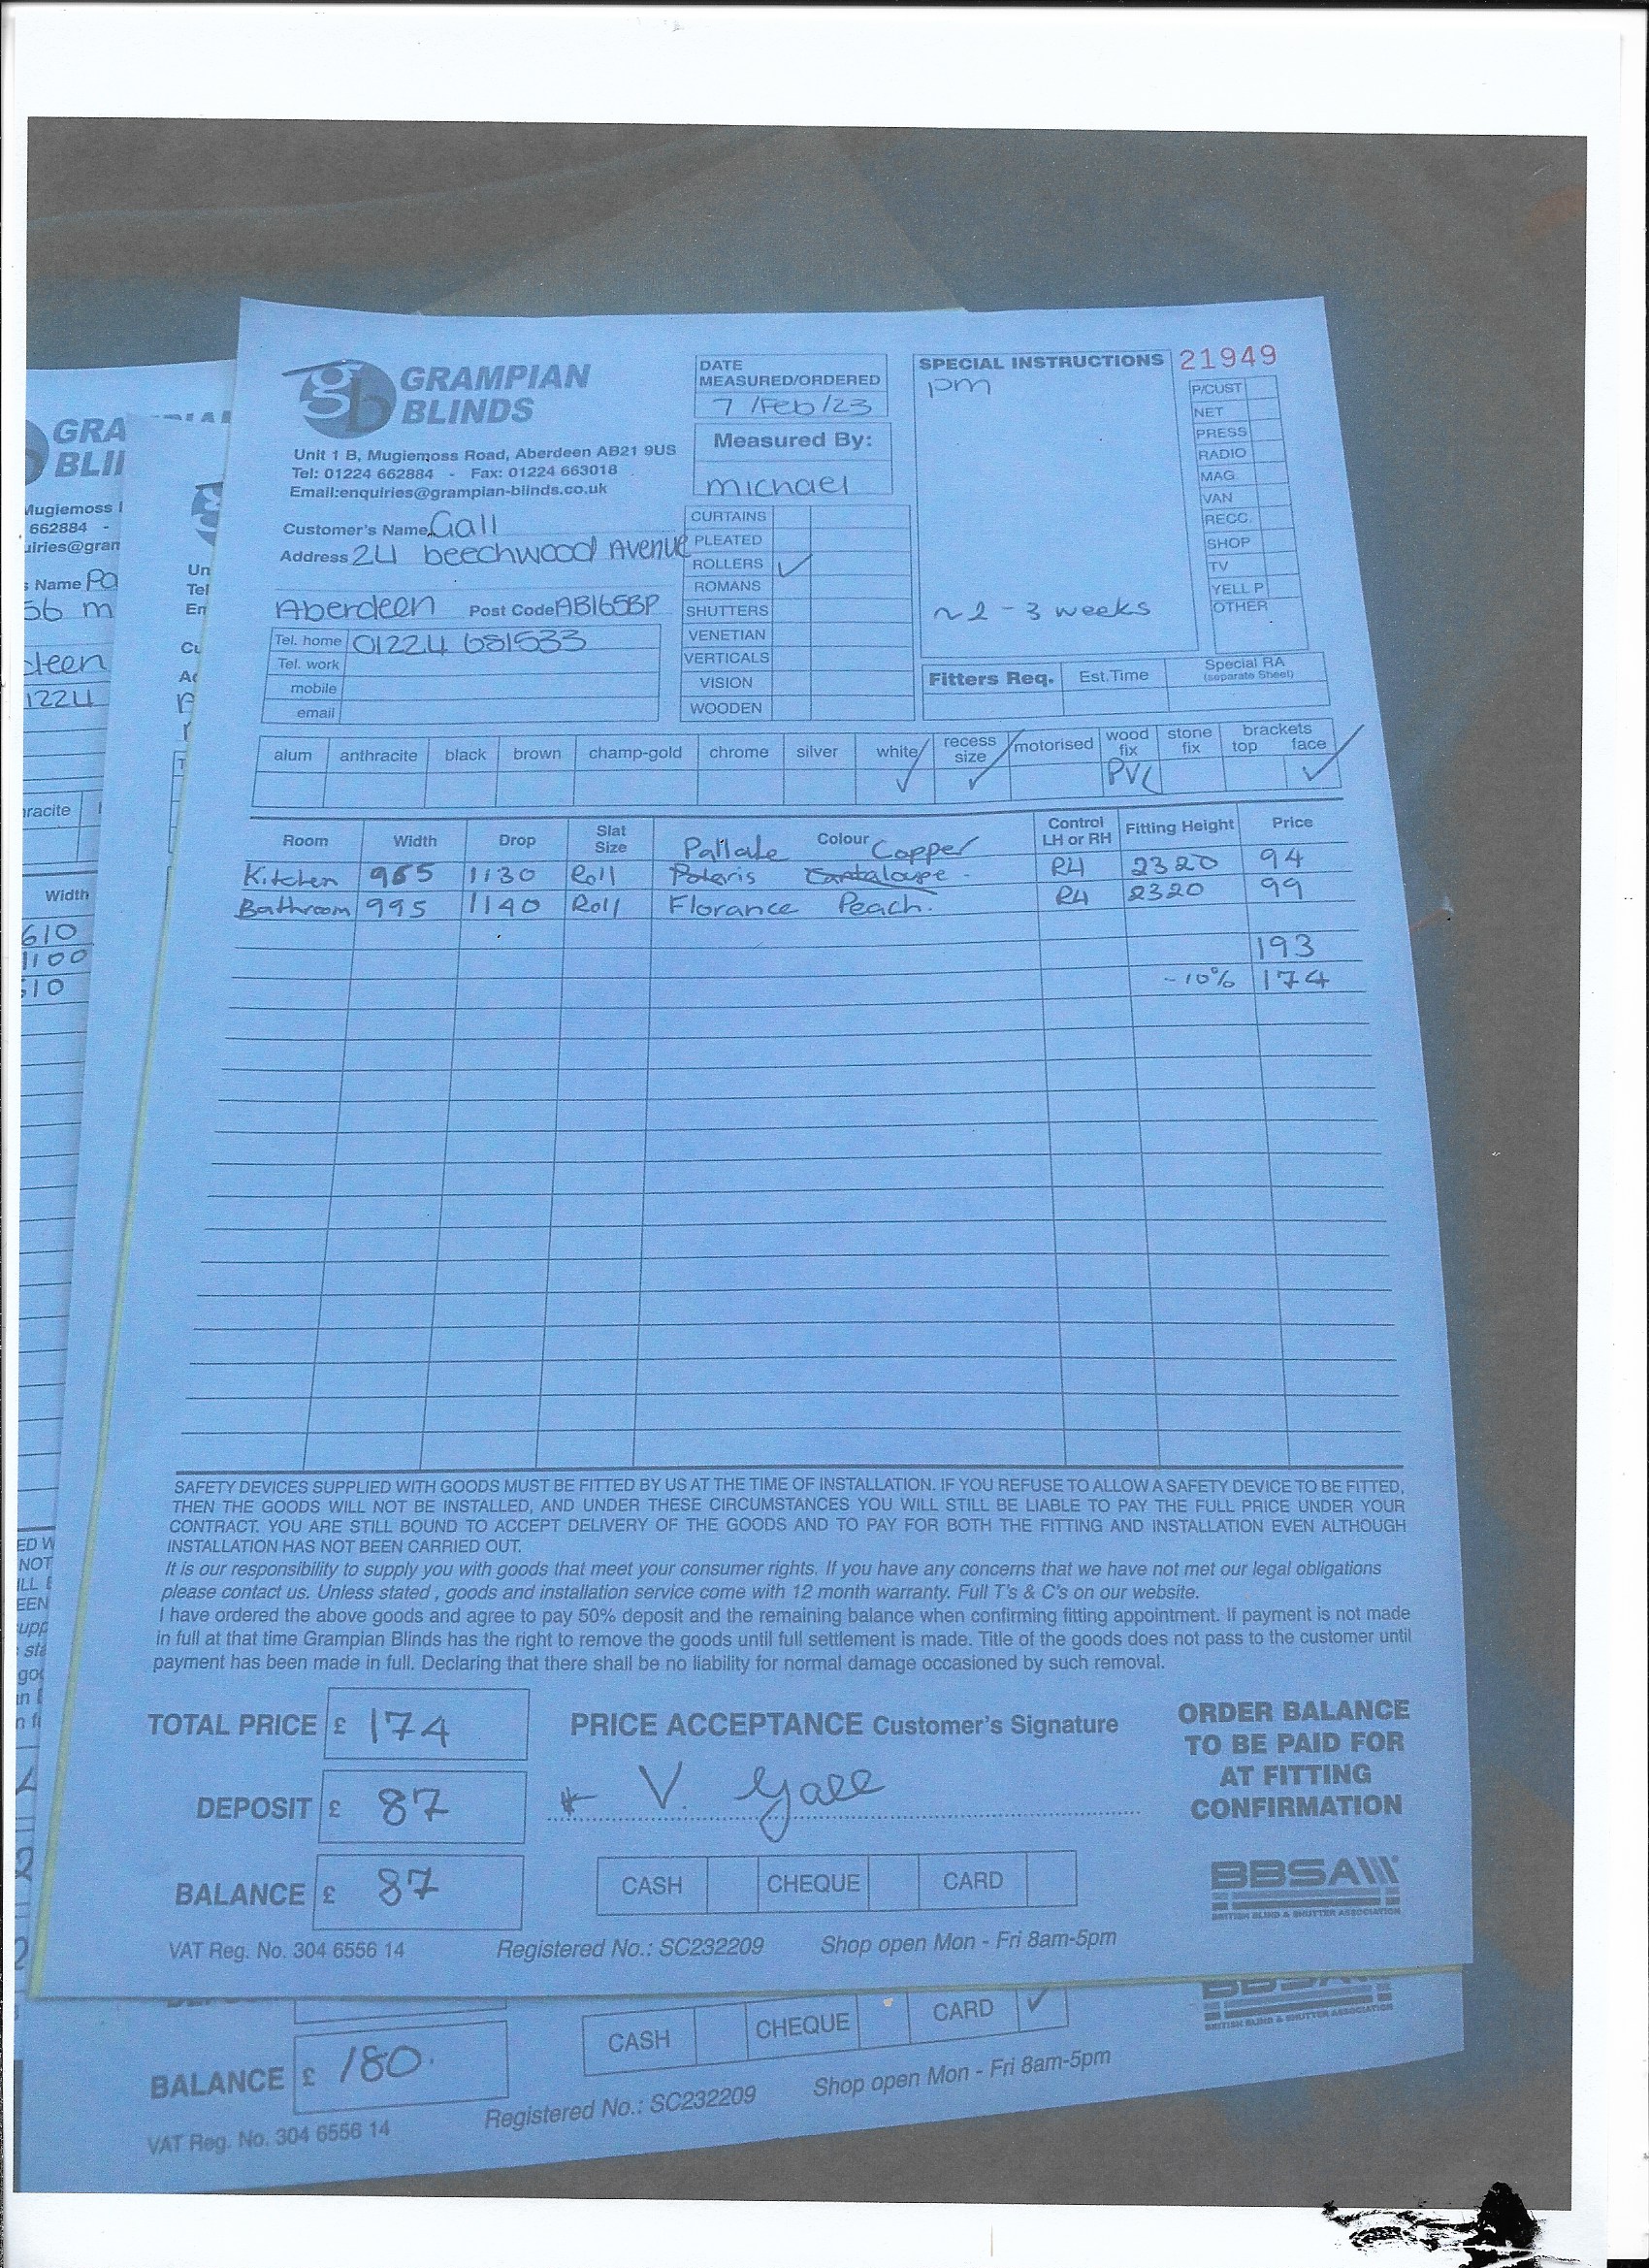 GRAMPIAN
BLINDS
Unit 1 B, Mugiemoss Road, Aberdeen AB21 9US
Tel: 01224 662884 - Fax: 01224 663018
Email:enquiries@grampian-blinds.co.uk
DATE
MEASURED/ORDERED
7/Feb/23
Measured By:
michael
SPECIAL INSTRUCTIONS 21949
pm
~2-3 weeks
P/CUST
NET
PRESS
RADIO
MAG
VAN
RECC.
SHOP
TV
YELL P
OTHER
Customer's Name Gall
Address 24 beechwood Avenue
Aberdeen Post Code AB165BP
Tel. home 01224 681533
Tel. work
mobile
email
CURTAINS
PLEATED
ROLLERS ✓
ROMANS
SHUTTERS
VENETIAN
VERTICALS
VISION
WOODEN
Fitters Req. Est.Time Special RA
(separate Sheet)
alum anthracite black brown champ-gold chrome silver white recess size motorised wood fix stone fix brackets top face
✓ ✓ PVC ✓
Room Width Drop Slat Size Colour Control LH or RH Fitting Height Price
Pallate Copper
Kitchen 965 1130 Roll Polaris Cantaloupe RH 2320 94
Bathroom 995 1140 Roll Florance Peach. RH 2320 99
193
-10% 174
SAFETY DEVICES SUPPLIED WITH GOODS MUST BE FITTED BY US AT THE TIME OF INSTALLATION. IF YOU REFUSE TO ALLOW A SAFETY DEVICE TO BE FITTED,
THEN THE GOODS WILL NOT BE INSTALLED, AND UNDER THESE CIRCUMSTANCES YOU WILL STILL BE LIABLE TO PAY THE FULL PRICE UNDER YOUR
CONTRACT. YOU ARE STILL BOUND TO ACCEPT DELIVERY OF THE GOODS AND TO PAY FOR BOTH THE FITTING AND INSTALLATION EVEN ALTHOUGH
INSTALLATION HAS NOT BEEN CARRIED OUT.
It is our responsibility to supply you with goods that meet your consumer rights. If you have any concerns that we have not met our legal obligations
please contact us. Unless stated , goods and installation service come with 12 month warranty. Full T's & C's on our website.
I have ordered the above goods and agree to pay 50% deposit and the remaining balance when confirming fitting appointment. If payment is not made
in full at that time Grampian Blinds has the right to remove the goods until full settlement is made. Title of the goods does not pass to the customer until
payment has been made in full. Declaring that there shall be no liability for normal damage occasioned by such removal.
TOTAL PRICE £ 174
DEPOSIT £ 87
BALANCE £ 87
PRICE ACCEPTANCE Customer's Signature
V. Gall
CASH CHEQUE CARD
ORDER BALANCE
TO BE PAID FOR
AT FITTING
CONFIRMATION
BBSA
BRITISH BLIND & SHUTTER ASSOCIATION
VAT Reg. No. 304 6556 14 Registered No.: SC232209 Shop open Mon - Fri 8am-5pm
CASH CHEQUE CARD ✓
BRITISH BLIND & SHUTTER ASSOCIATION
BALANCE £ 180.
VAT Reg. No. 304 6556 14 Registered No.: SC232209 Shop open Mon - Fri 8am-5pm
GRA
BLII
Mugiemoss
662884 -
Name
56 m
1224
Width
610
1100